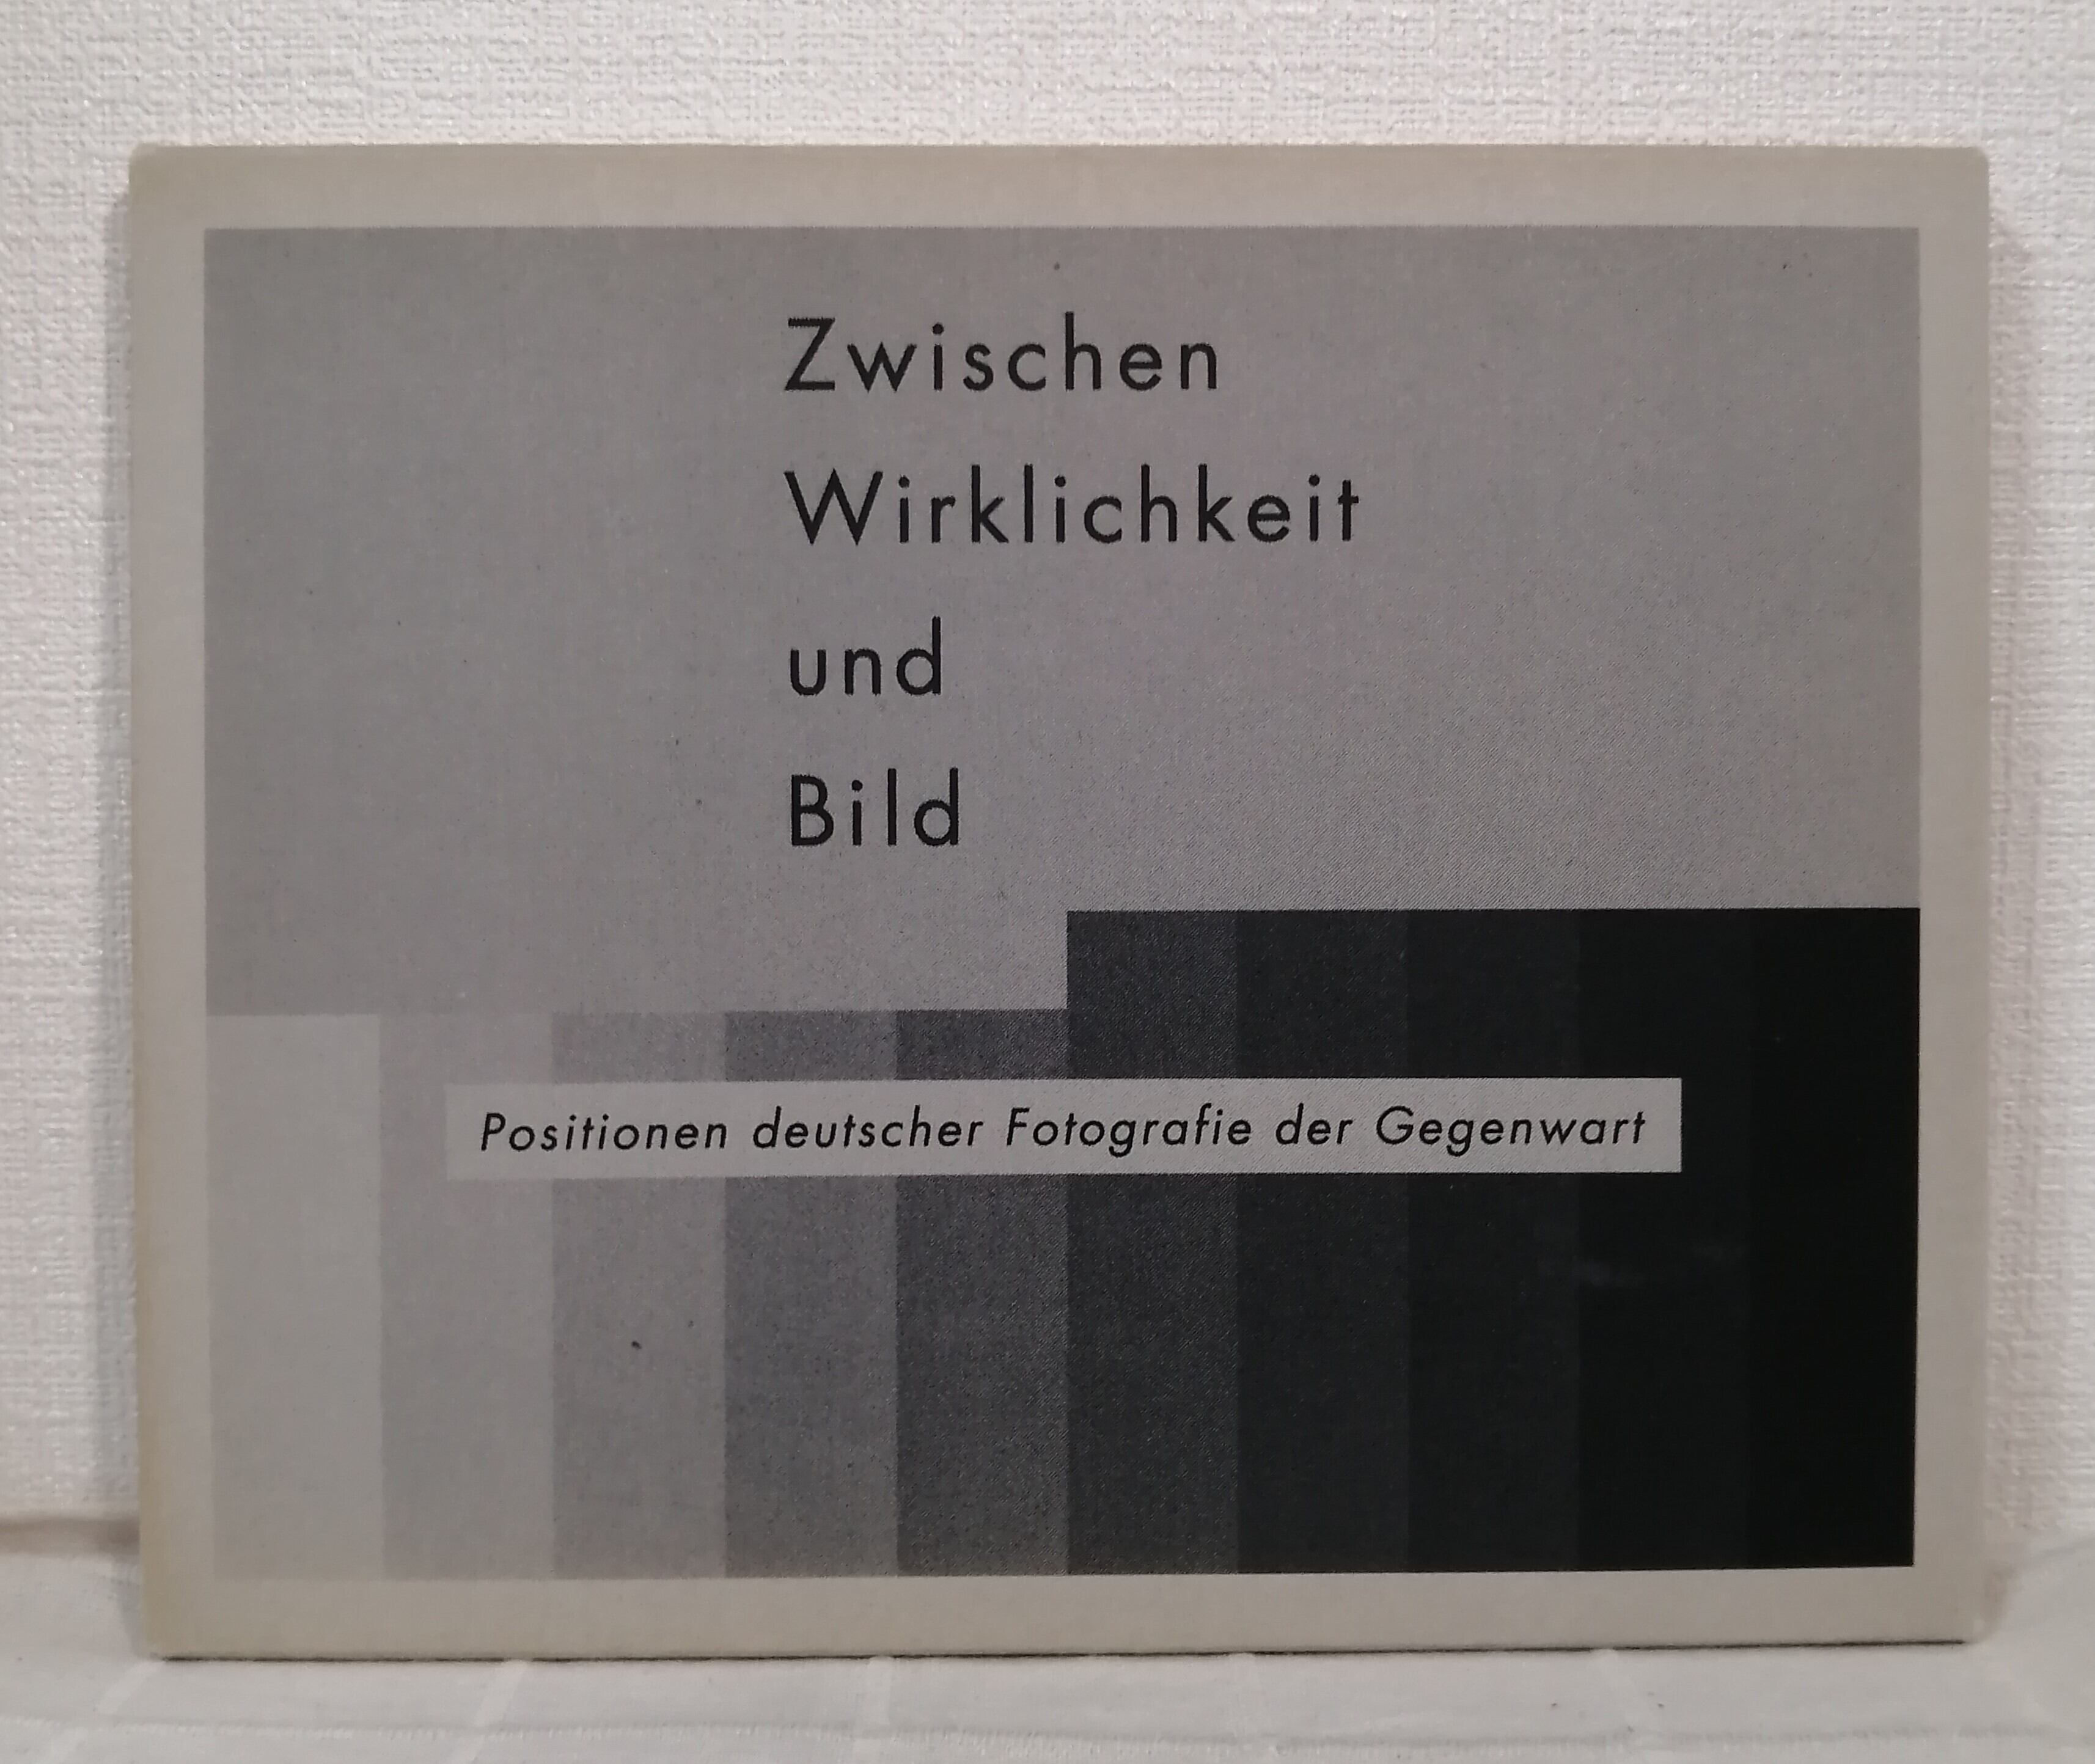 Zwischen
Wirklichkeit
und
Bild
Positionen deutscher Fotografie der Gegenwart